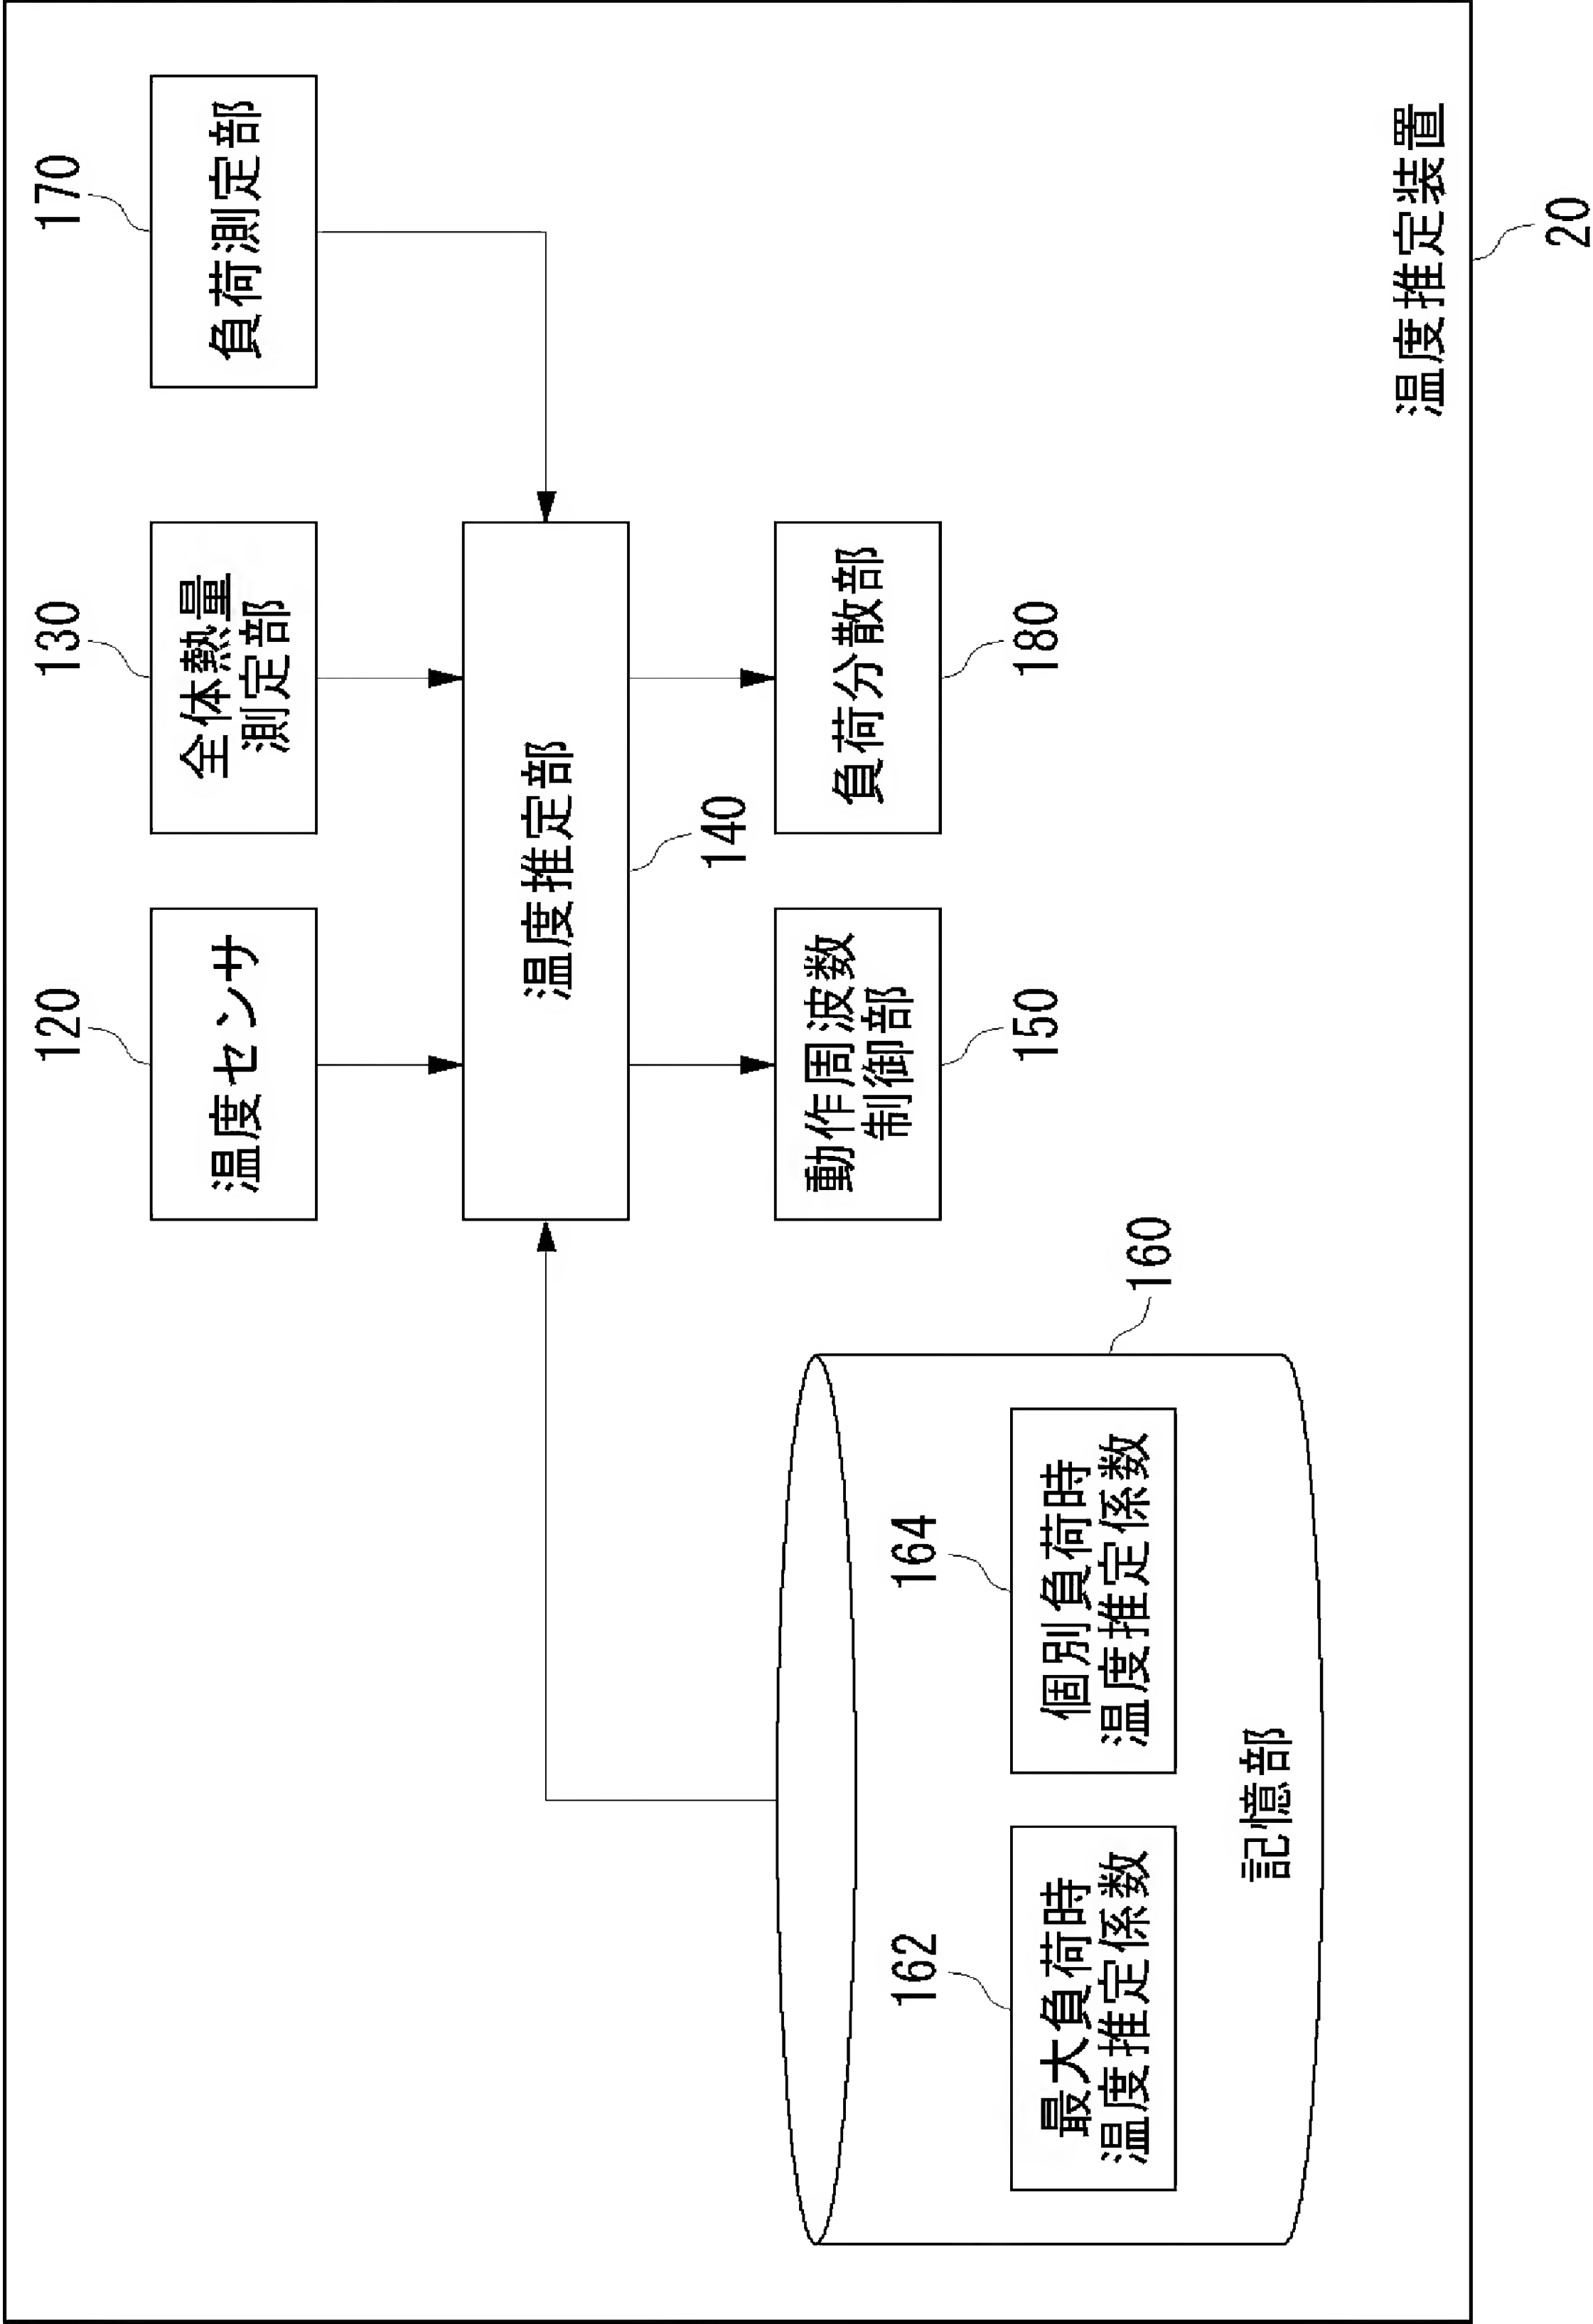 120
温度センサ
130
全体熱量
測定部
170
負荷測定部
温度推定部
140
動作周波数
制御部
150
負荷分散部
180
160
162
最大負荷時
温度推定係数
164
個別負荷時
温度推定係数
記憶部
温度推定装置
20